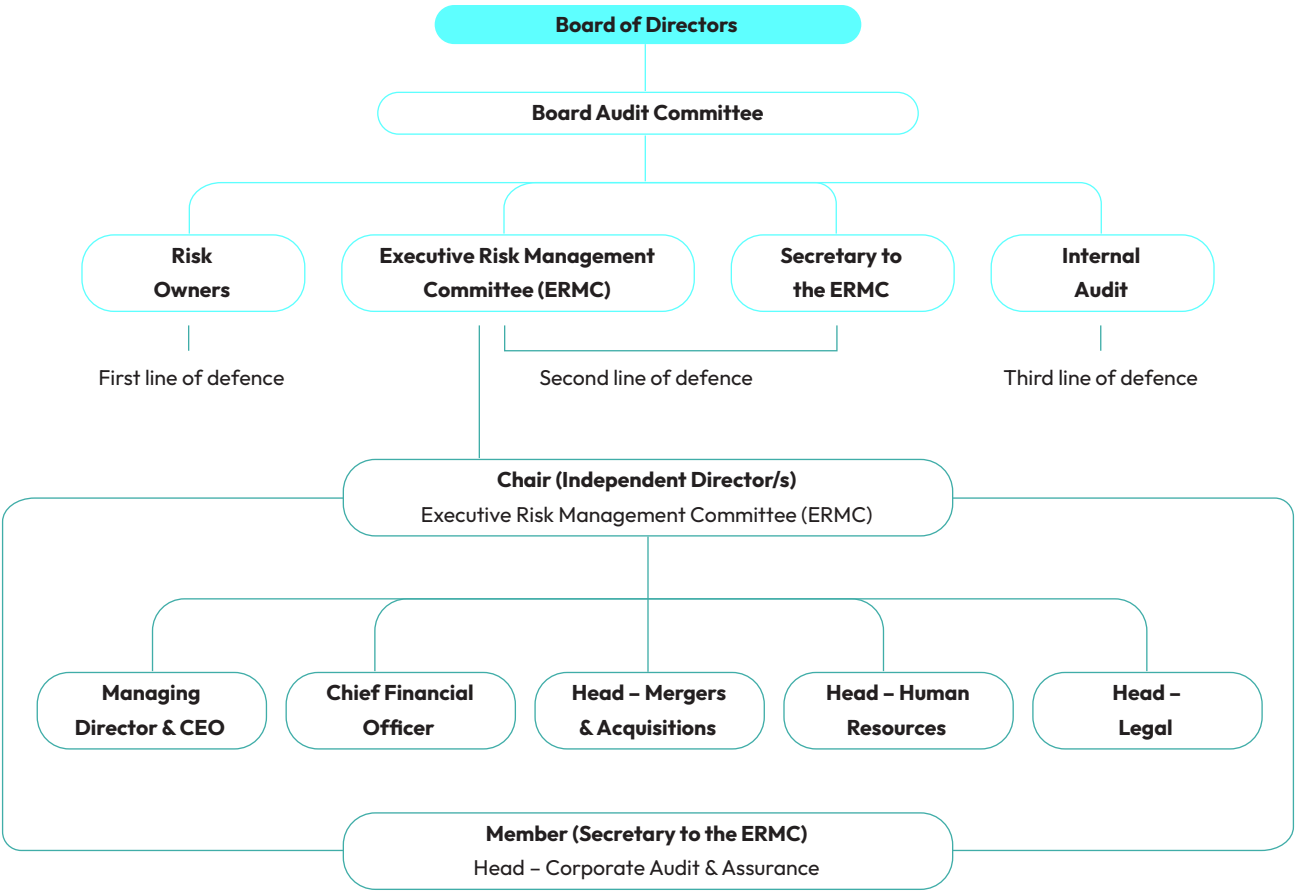 Board of Directors
Board Audit Committee
Risk
Owners
Executive Risk Management
Committee (ERMC)
Secretary to
the ERMC
Internal
Audit
First line of defence
Second line of defence
Third line of defence
Chair (Independent Director/s)
Executive Risk Management Committee (ERMC)
Managing
Director & CEO
Chief Financial
Officer
Head – Mergers
& Acquisitions
Head – Human
Resources
Head –
Legal
Member (Secretary to the ERMC)
Head – Corporate Audit & Assurance